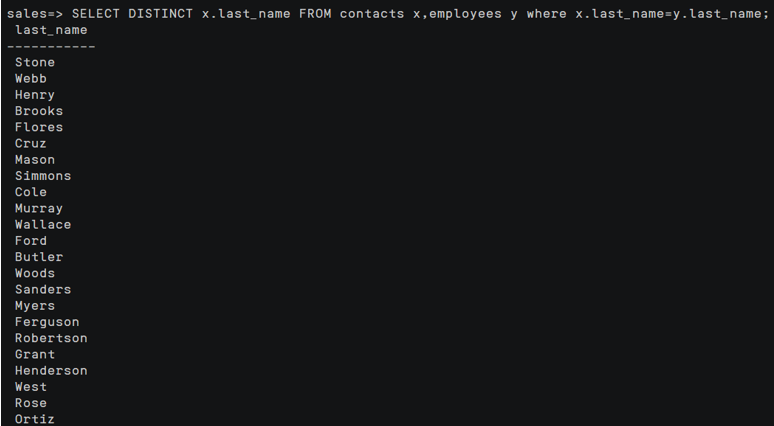 sales=> SELECT DISTINCT x.last_name FROM contacts x,employees y where x.last_name=y.last_name;
last_name
-----------
Stone
Webb
Henry
Brooks
Flores
Cruz
Mason
Simmons
Cole
Murray
Wallace
Ford
Butler
Woods
Sanders
Myers
Ferguson
Robertson
Grant
Henderson
West
Rose
Ortiz